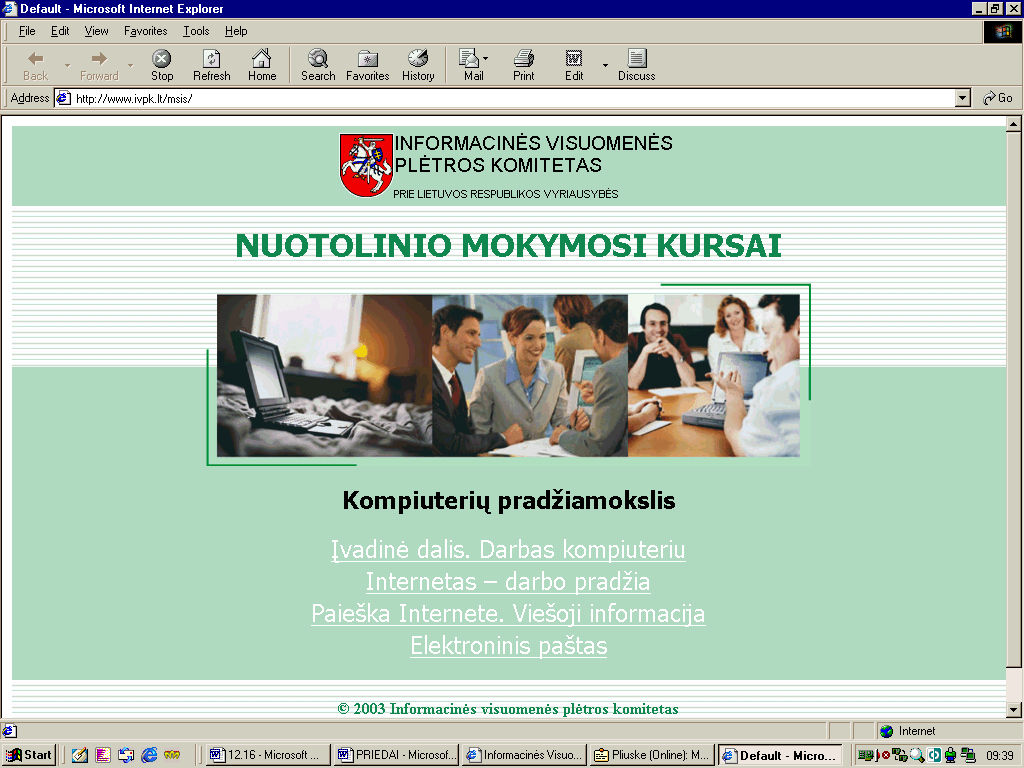 Default - Microsoft Internet Explorer
File Edit View Favorites Tools Help
Back Forward Stop Refresh Home Search Favorites History Mail Print Edit Discuss
Address http://www.ivpk.lt/msis/ Go
INFORMACINĖS VISUOMENĖS
PLĖTROS KOMITETAS
PRIE LIETUVOS RESPUBLIKOS VYRIAUSYBĖS
NUOTOLINIO MOKYMOSI KURSAI
Kompiuterių pradžiamokslis
Įvadinė dalis. Darbas kompiuteriu
Internetas – darbo pradžia
Paieška Internete. Viešoji informacija
Elektroninis paštas
© 2003 Informacinės visuomenės plėtros komitetas
Internet
Start 12.16 - Microsoft ... PRIEDAI - Microsof... Informacinės Visuo... Pliuske (Online): M... Default - Micro... 09:39